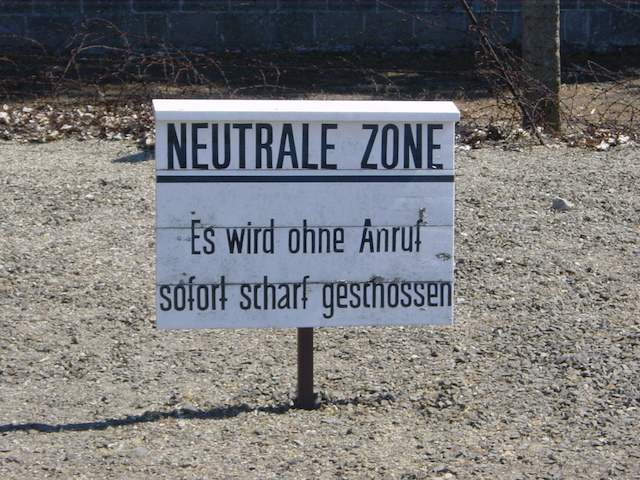 NEUTRALE ZONE
Es wird ohne Anruf
sofort scharf geschossen